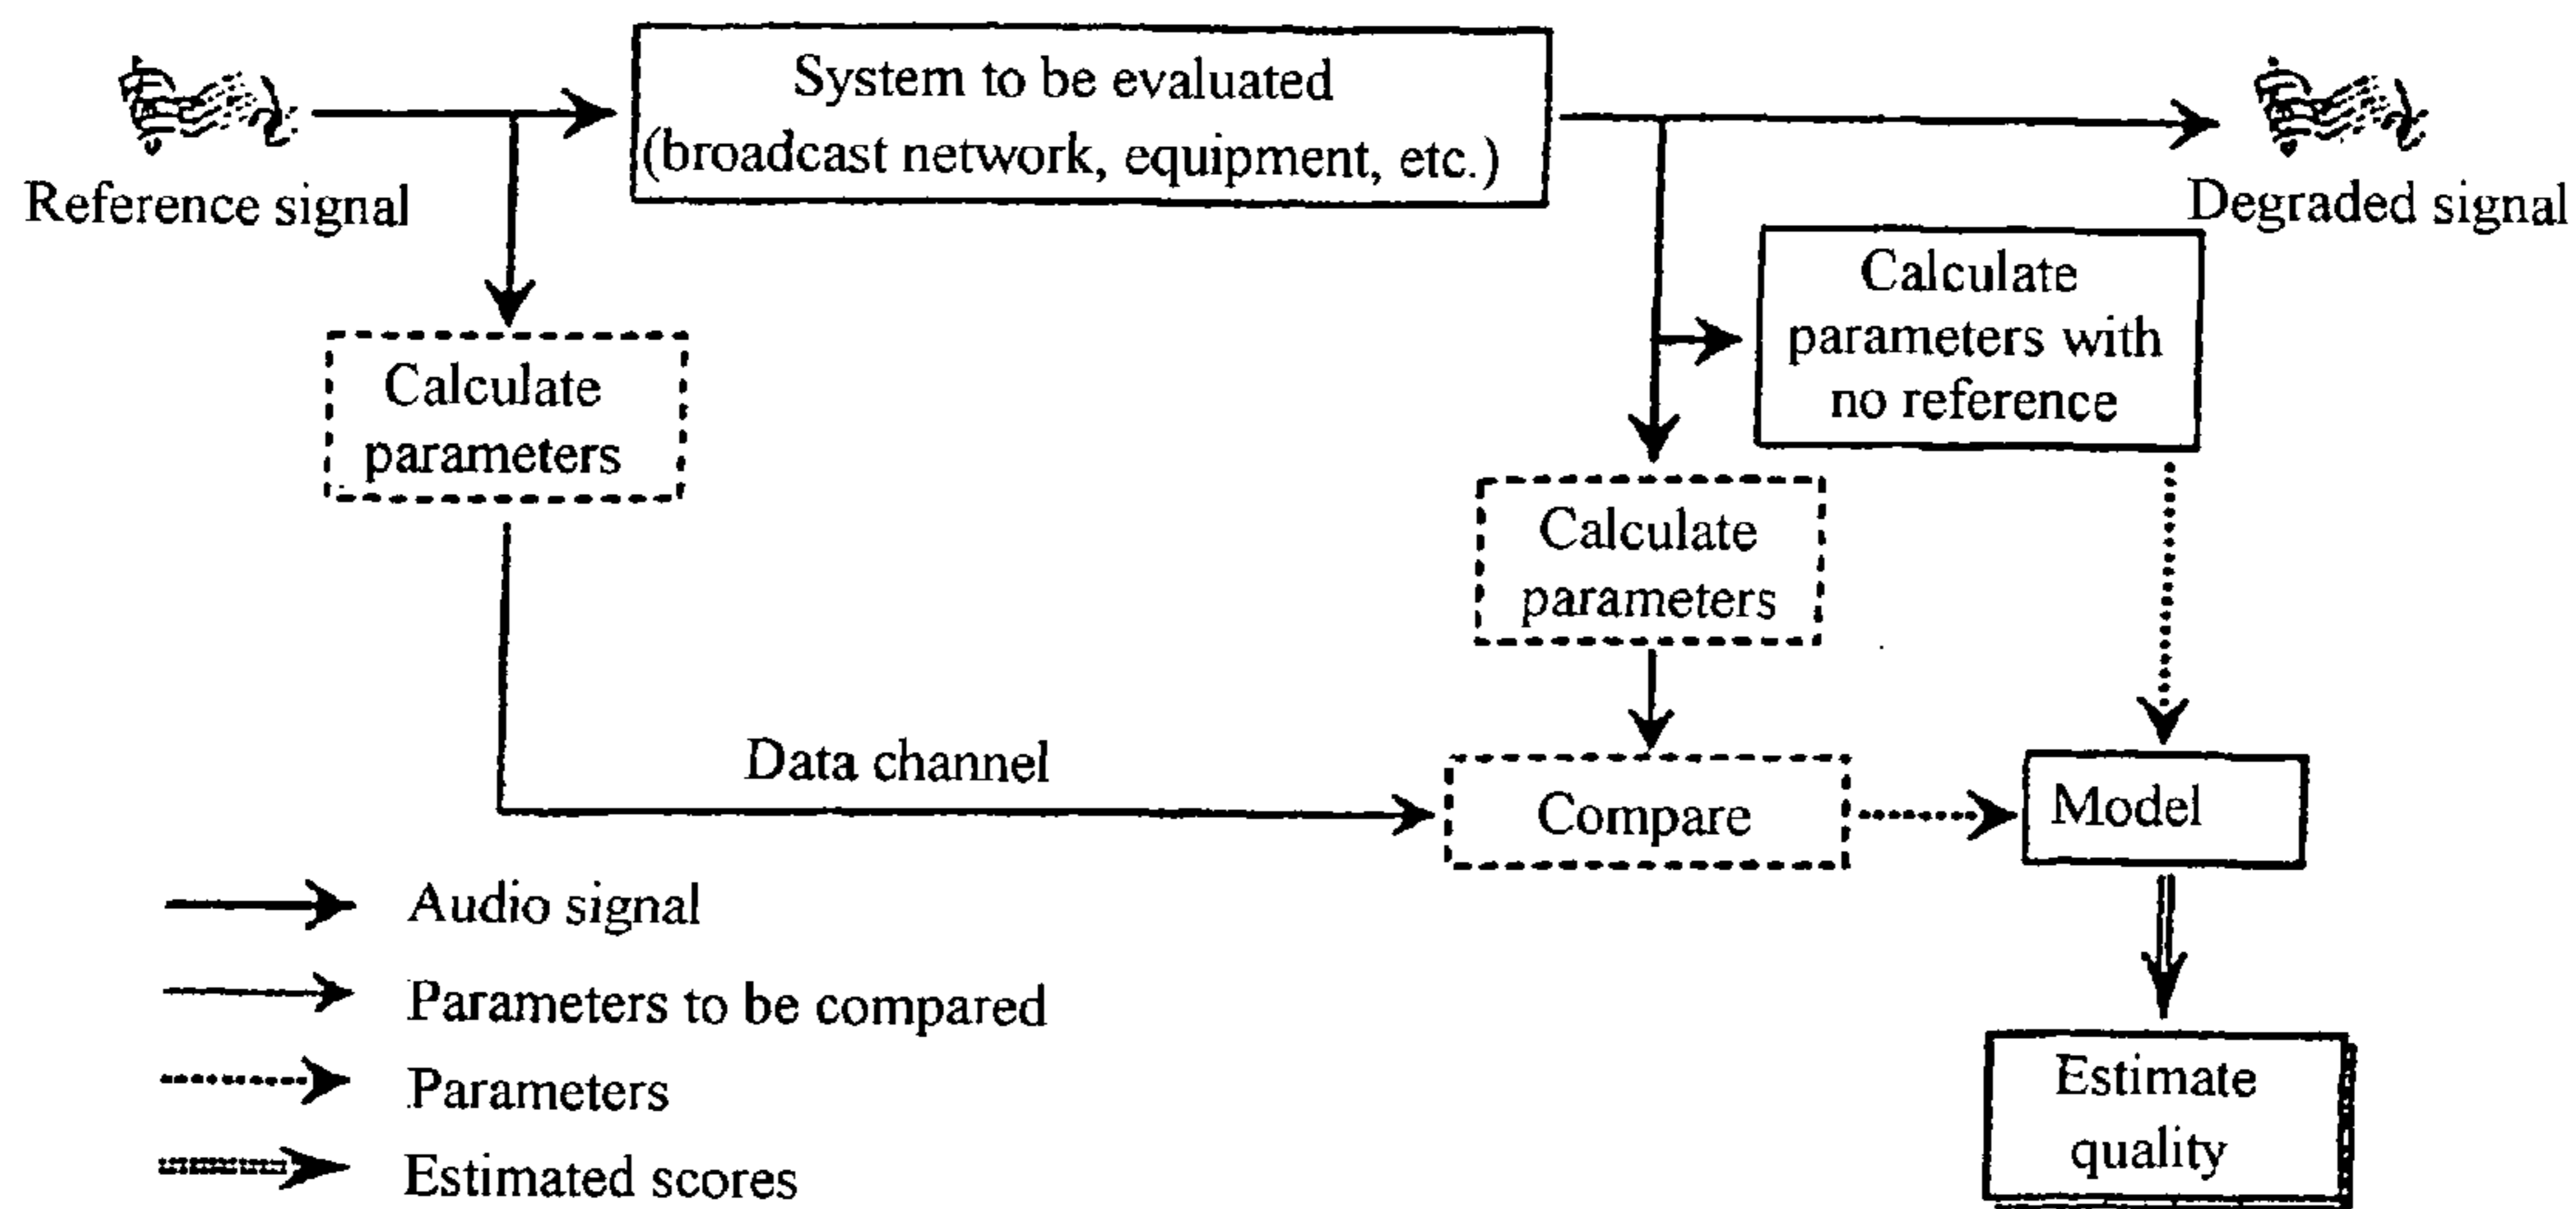 System to be evaluated
(broadcast network, equipment, etc.)
Reference signal
Degraded signal
Calculate
parameters with
no reference
Calculate
parameters
Calculate
parameters
Data channel
Compare
Model
Audio signal
Parameters to be compared
Parameters
Estimated scores
Estimate
quality